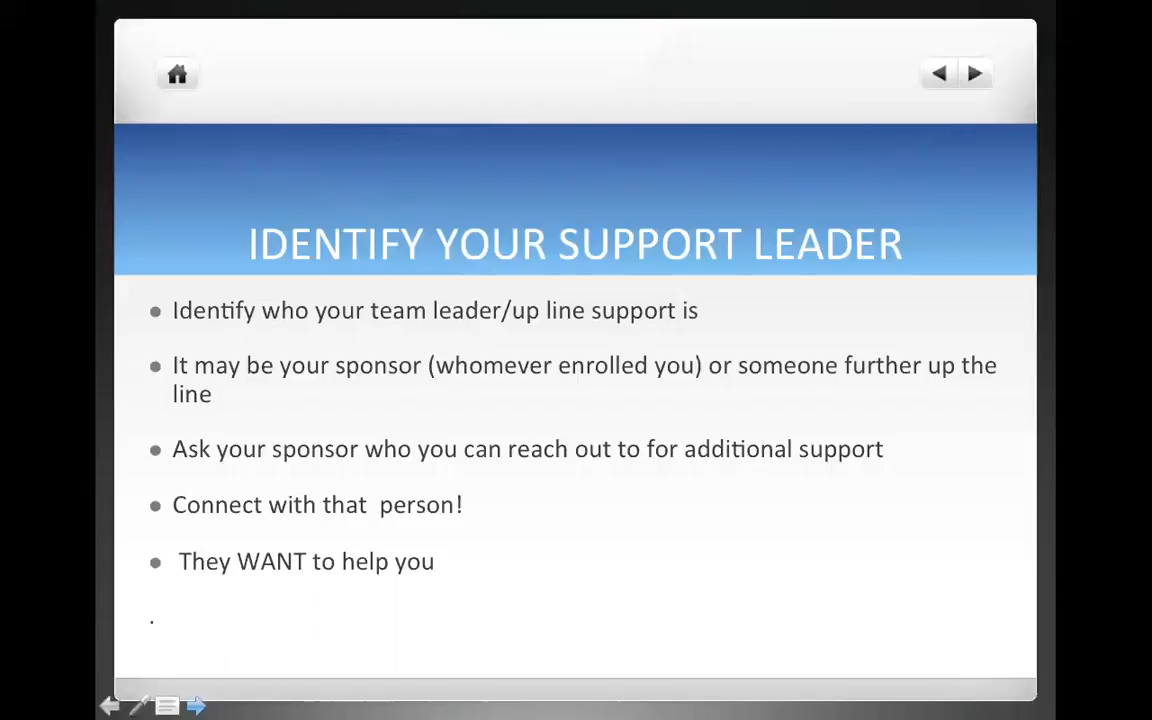 IDENTIFY YOUR SUPPORT LEADER
● Identify who your team leader/up line support is
● It may be your sponsor (whomever enrolled you) or someone further up the
line
● Ask your sponsor who you can reach out to for additional support
● Connect with that  person!
●  They WANT to help you
.